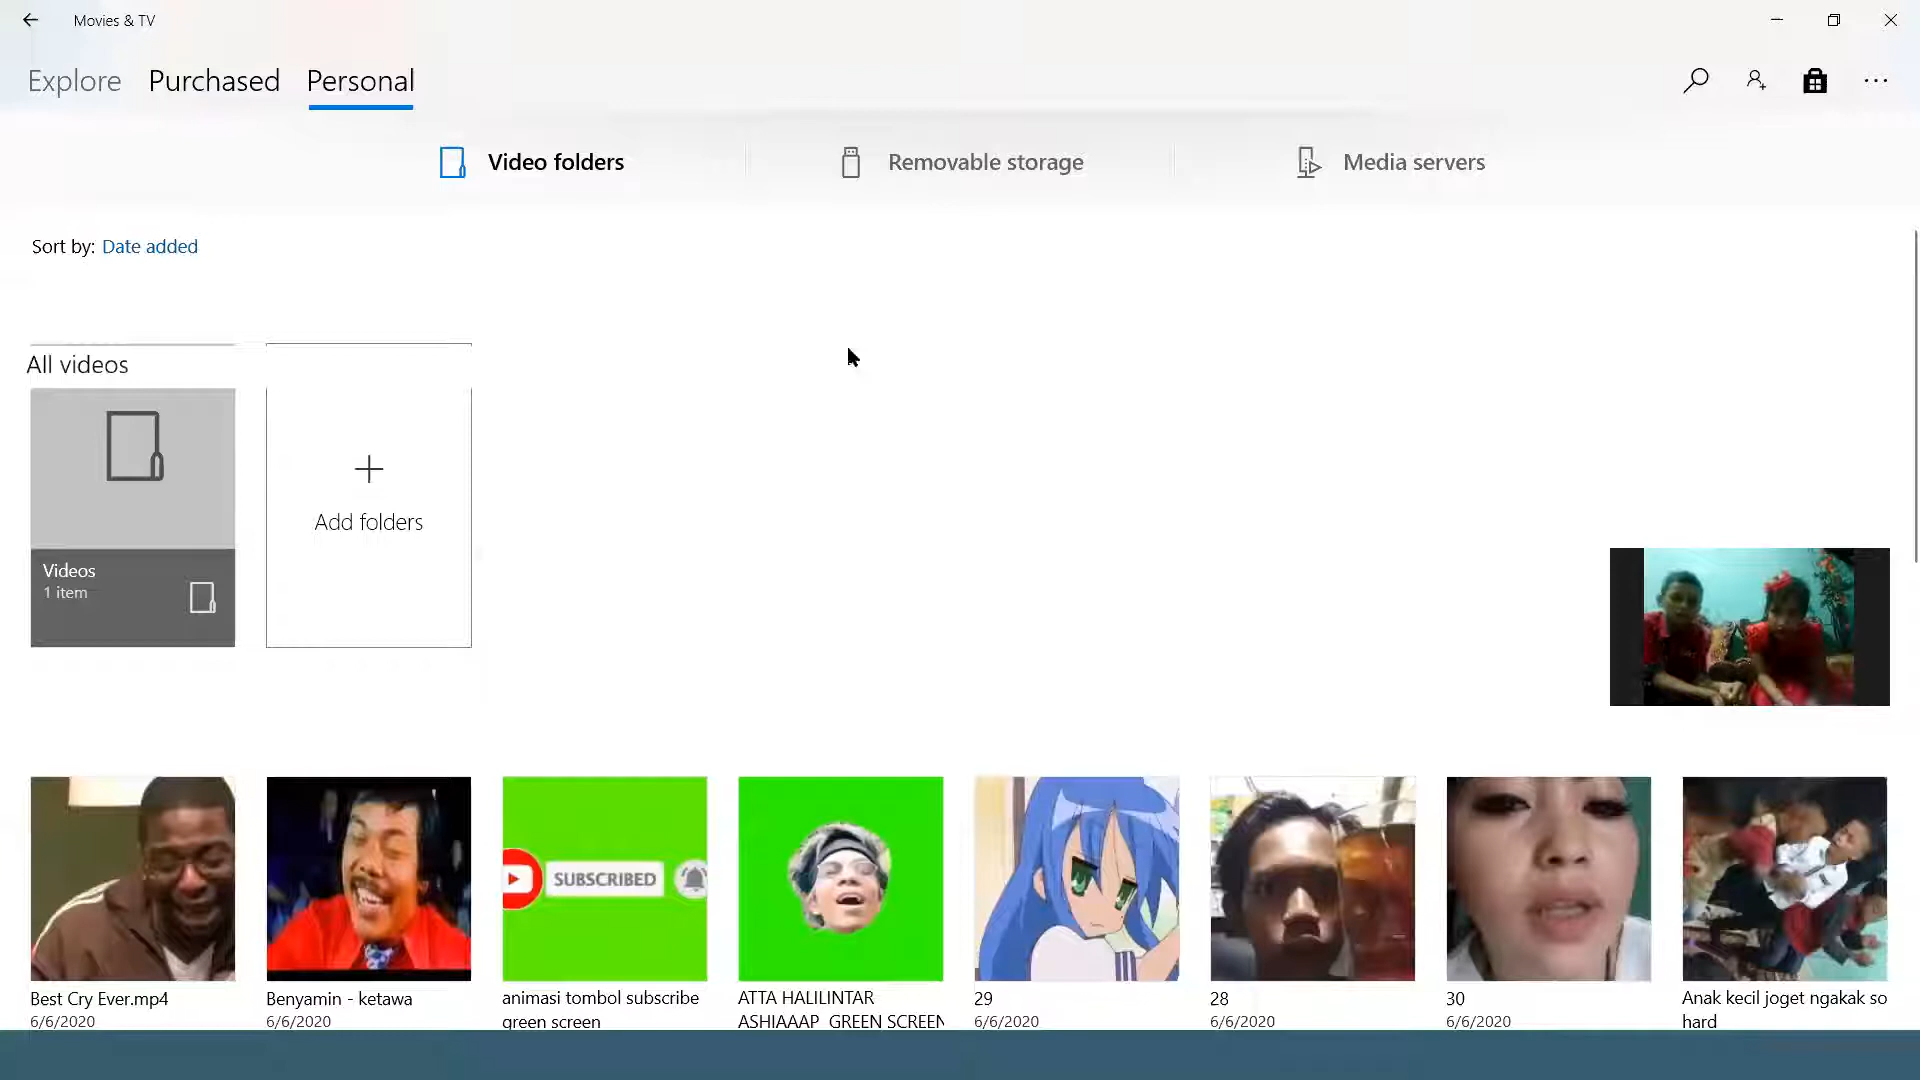 Movies & TV
Explore Purchased Personal
Video folders Removable storage Media servers
Sort by: Date added
All videos
Add folders
Videos
1 item
SUBSCRIBED
Best Cry Ever.mp4
6/6/2020
Benyamin - ketawa
6/6/2020
animasi tombol subscribe
green screen
ATTA HALILINTAR
ASHIAAAP GREEN SCREEN
29
6/6/2020
28
6/6/2020
30
6/6/2020
Anak kecil joget ngakak so
hard